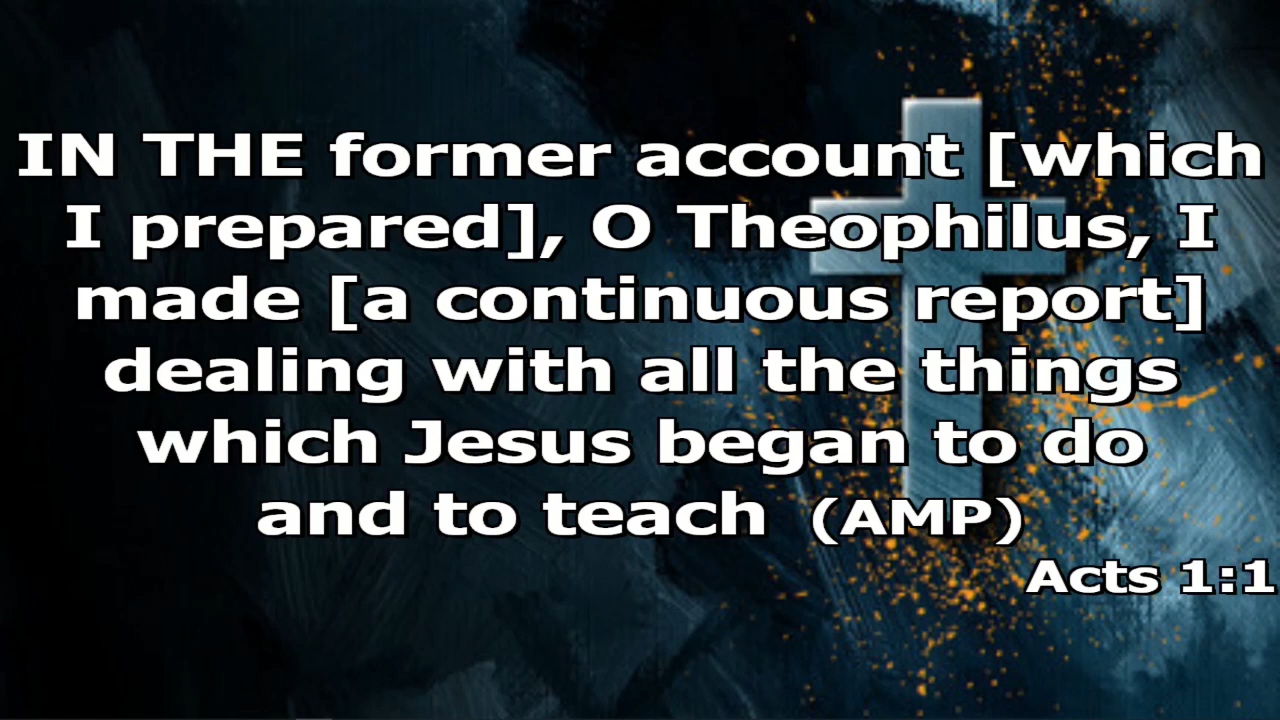 IN THE former account [which
I prepared], O Theophilus, I
made [a continuous report]
dealing with all the things
which Jesus began to do
and to teach (AMP)
Acts 1:1